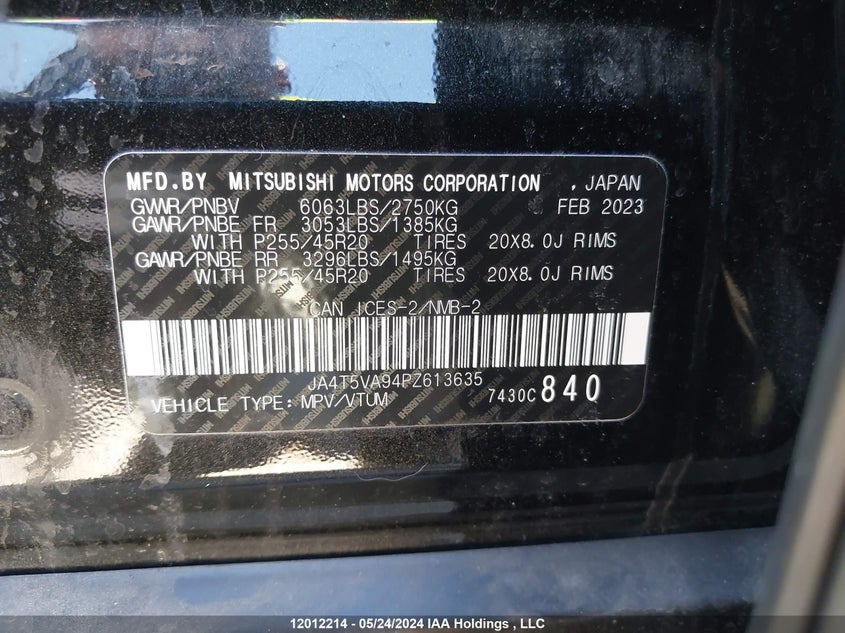 MFD.BY MITSUBISHI MOTORS CORPORATION , JAPAN
GVWR/PNBV 6063LBS/2750KG FEB 2023
GAWR/PNBE FR 3053LBS/1385KG
WITH P255/45R20 TIRES 20X8.0J RIMS
GAWR/PNBE RR 3296LBS/1495KG
WITH P255/45R20 TIRES 20X8.0J RIMS
CAN ICES-2/NMB-2
JA4T5VA94PZ613635
VEHICLE TYPE: MPV/VTUM 7430C 840
12012214 - 05/24/2024 IAA Holdings , LLC